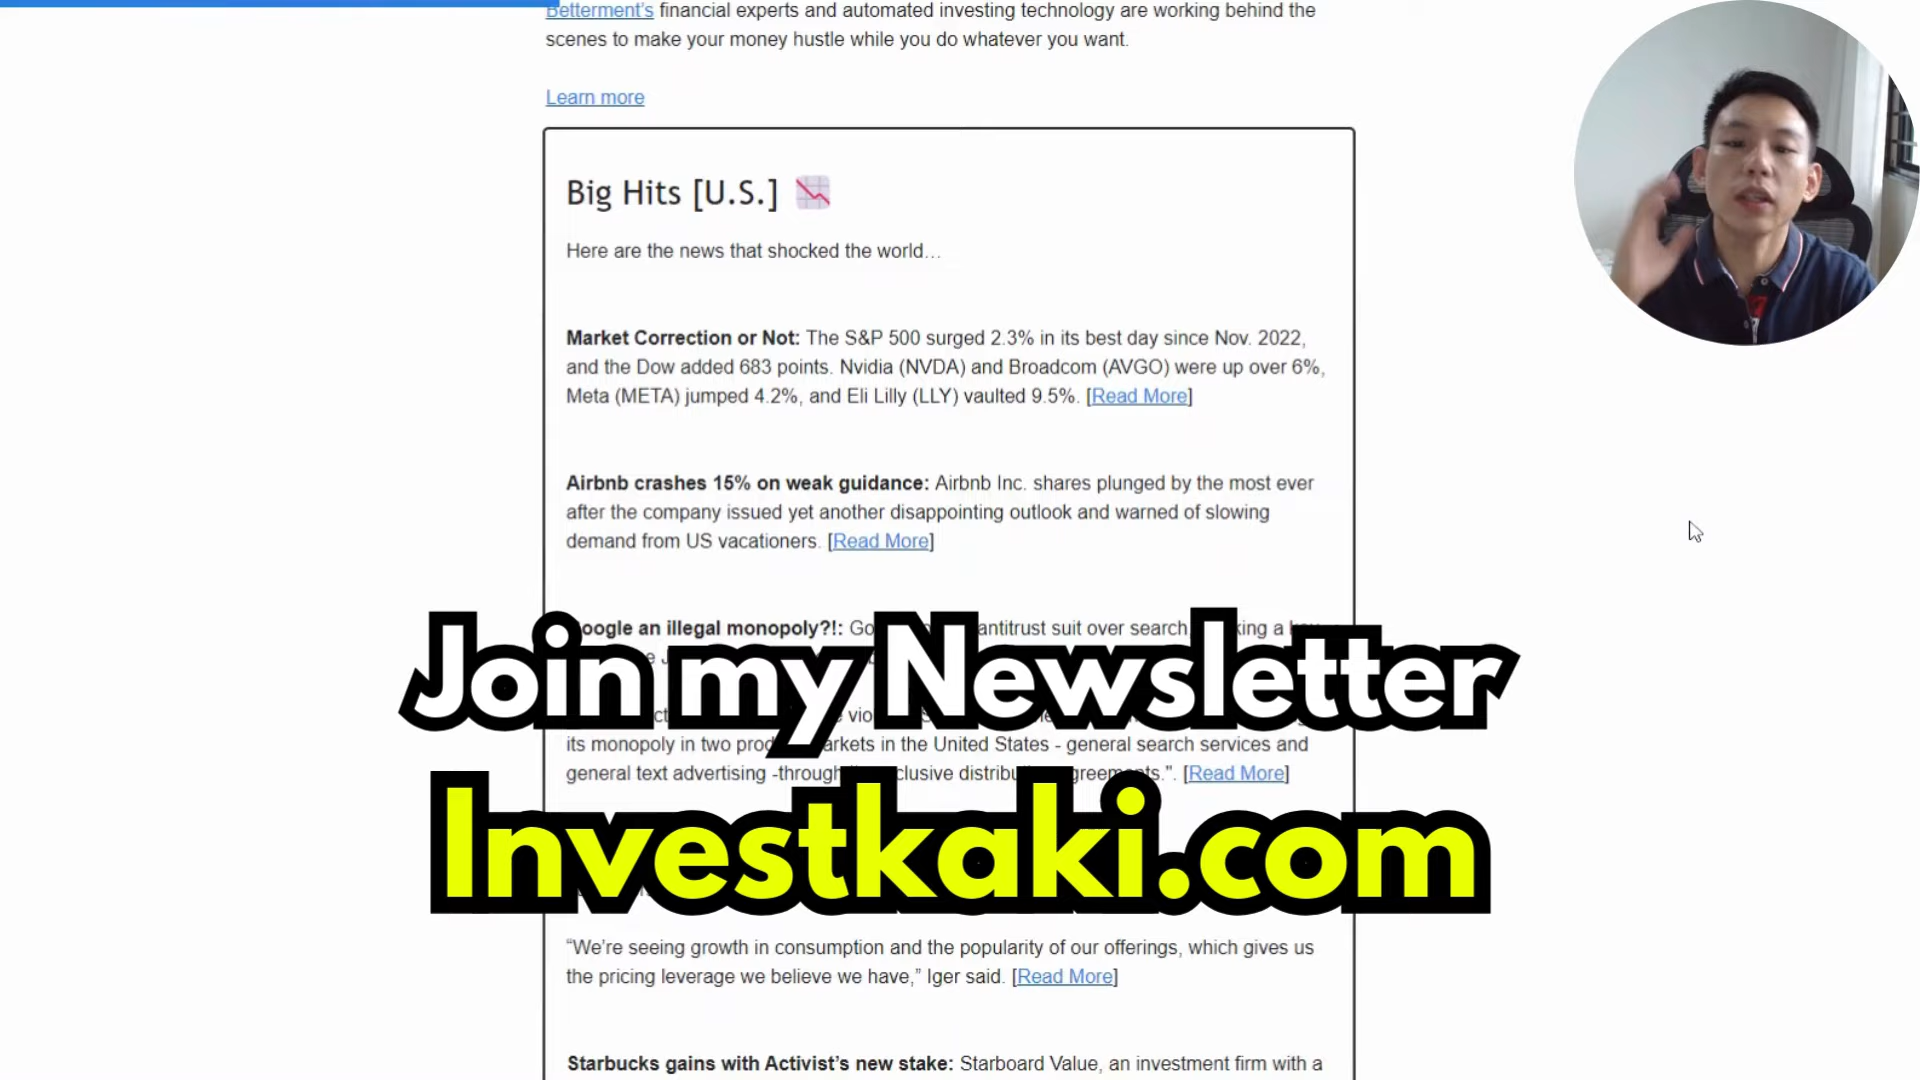 Betterment's financial experts and automated investing technology are working behind the
scenes to make your money hustle while you do whatever you want.
Learn more
Big Hits [U.S.]
Here are the news that shocked the world…
Market Correction or Not: The S&P 500 surged 2.3% in its best day since Nov. 2022,
and the Dow added 683 points. Nvidia (NVDA) and Broadcom (AVGO) were up over 6%,
Meta (META) jumped 4.2%, and Eli Lilly (LLY) vaulted 9.5%. [Read More]
Airbnb crashes 15% on weak guidance: Airbnb Inc. shares plunged by the most ever
after the company issued yet another disappointing outlook and warned of slowing
demand from US vacationers. [Read More]
an illegal monopoly?!: antitrust suit over search
Join my Newsletter
its monopoly in two in the United States - general search services and
general text advertising -through [Read More]
Investkaki.com
“We’re seeing growth in consumption and the popularity of our offerings, which gives us
the pricing leverage we believe we have,” Iger said. [Read More]
Starbucks gains with Activist’s new stake: Starboard Value, an investment firm with a